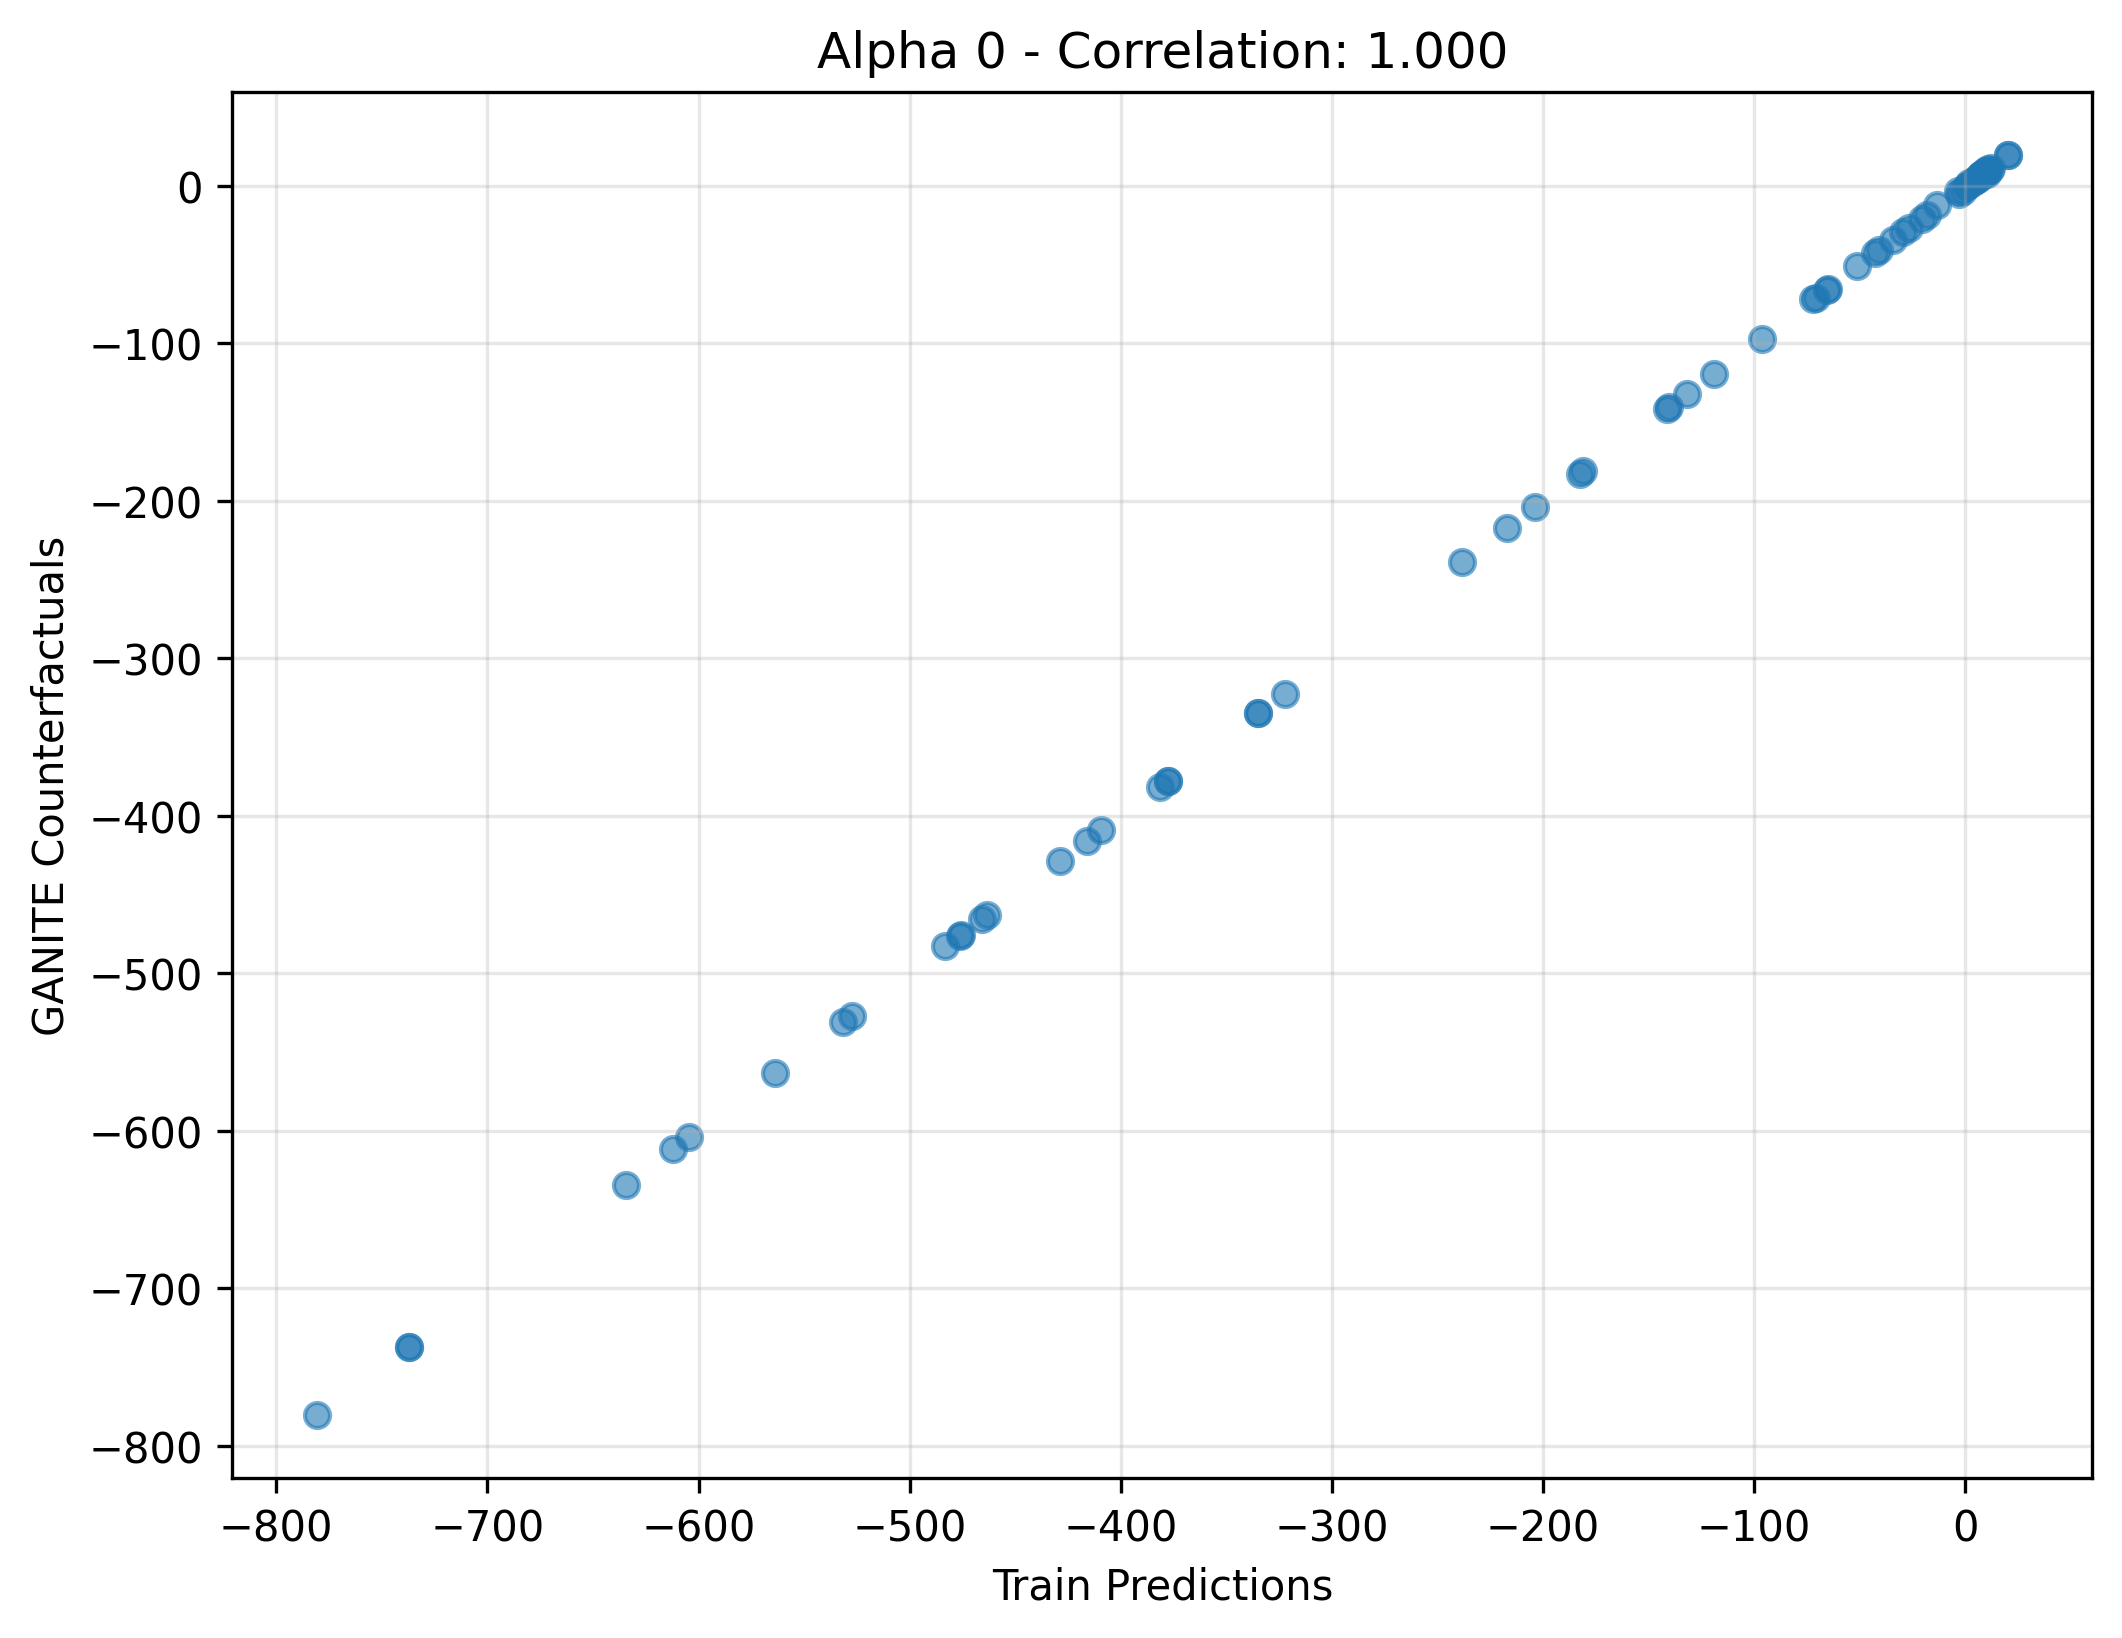 Alpha 0 - Correlation: 1.000
GANITE Counterfactuals
0
−100
−200
−300
−400
−500
−600
−700
−800
−800 −700 −600 −500 −400 −300 −200 −100 0
Train Predictions